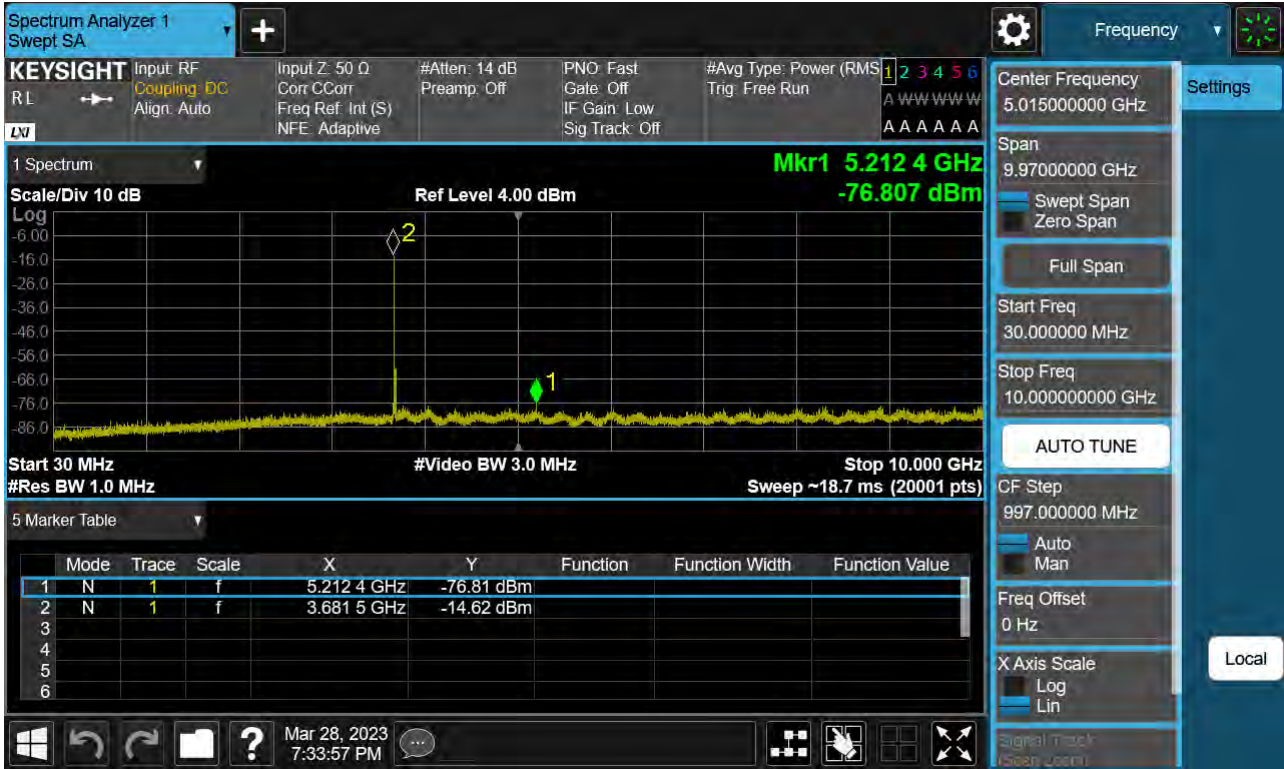 Spectrum Analyzer 1
Swept SA
Frequency
KEYSIGHT
R L
LXI
Input: RF
Coupling: DC
Align: Auto
Input Z: 50 Ω
Corr CCorr
Freq Ref: Int (S)
NFE: Adaptive
#Atten: 14 dB
Preamp: Off
PNO: Fast
Gate: Off
IF Gain: Low
Sig Track: Off
#Avg Type: Power (RMS
Trig: Free Run
1 2 3 4 5 6
A W W W W W
A A A A A A
1 Spectrum
Mkr1 5.212 4 GHz
-76.807 dBm
Scale/Div 10 dB
Ref Level 4.00 dBm
Log
-6.00
-16.0
-26.0
-36.0
-46.0
-56.0
-66.0
-76.0
-86.0
2
1
Start 30 MHz
#Video BW 3.0 MHz
Stop 10.000 GHz
#Res BW 1.0 MHz
Sweep ~18.7 ms (20001 pts)
5 Marker Table
Mode Trace Scale X Y Function Function Width Function Value
1 N 1 f 5.212 4 GHz -76.81 dBm
2 N 1 f 3.681 5 GHz -14.62 dBm
3
4
5
6
Center Frequency
5.015000000 GHz
Span
9.97000000 GHz
Swept Span
Zero Span
Full Span
Start Freq
30.000000 MHz
Stop Freq
10.000000000 GHz
AUTO TUNE
CF Step
997.000000 MHz
Auto
Man
Freq Offset
0 Hz
X Axis Scale
Log
Lin
Signal Track
(Span Zoom)
Settings
Local
?
Mar 28, 2023
7:33:57 PM